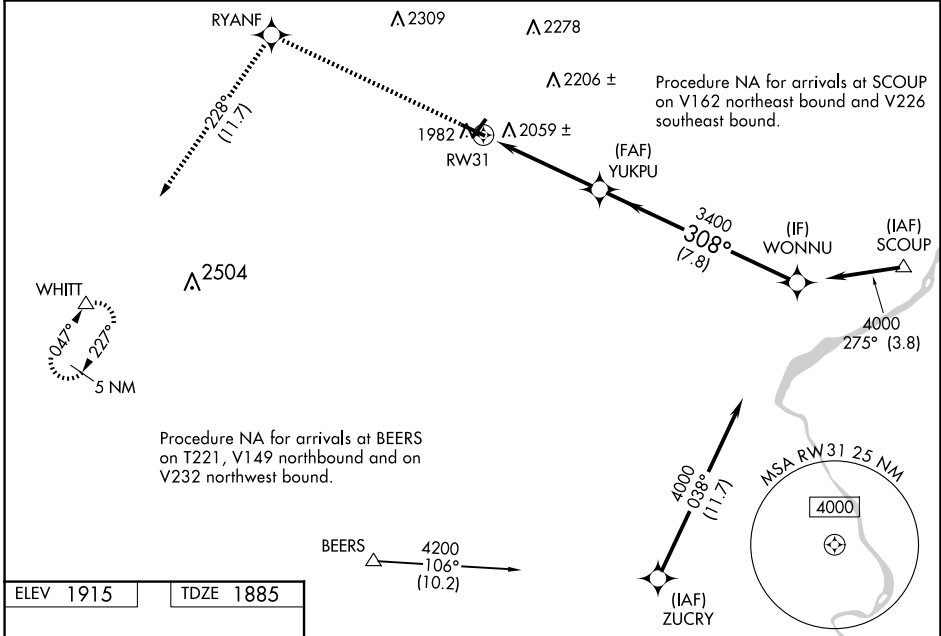 RYANF
2309
2278
2206 ±
Procedure NA for arrivals at SCOUP
on V162 northeast bound and V226
southeast bound.
228°
(11.7)
1982
2059 ±
RW31
(FAF)
YUKPU
3400
308°
(7.8)
(IF)
WONNU
(IAF)
SCOUP
4000
275° (3.8)
2504
WHITT
047°
227°
5 NM
Procedure NA for arrivals at BEERS
on T221, V149 northbound and on
V232 northwest bound.
4000
038°
(11.7)
MSA RW31 25 NM
4000
BEERS
4200
106°
(10.2)
(IAF)
ZUCRY
ELEV 1915
TDZE 1885